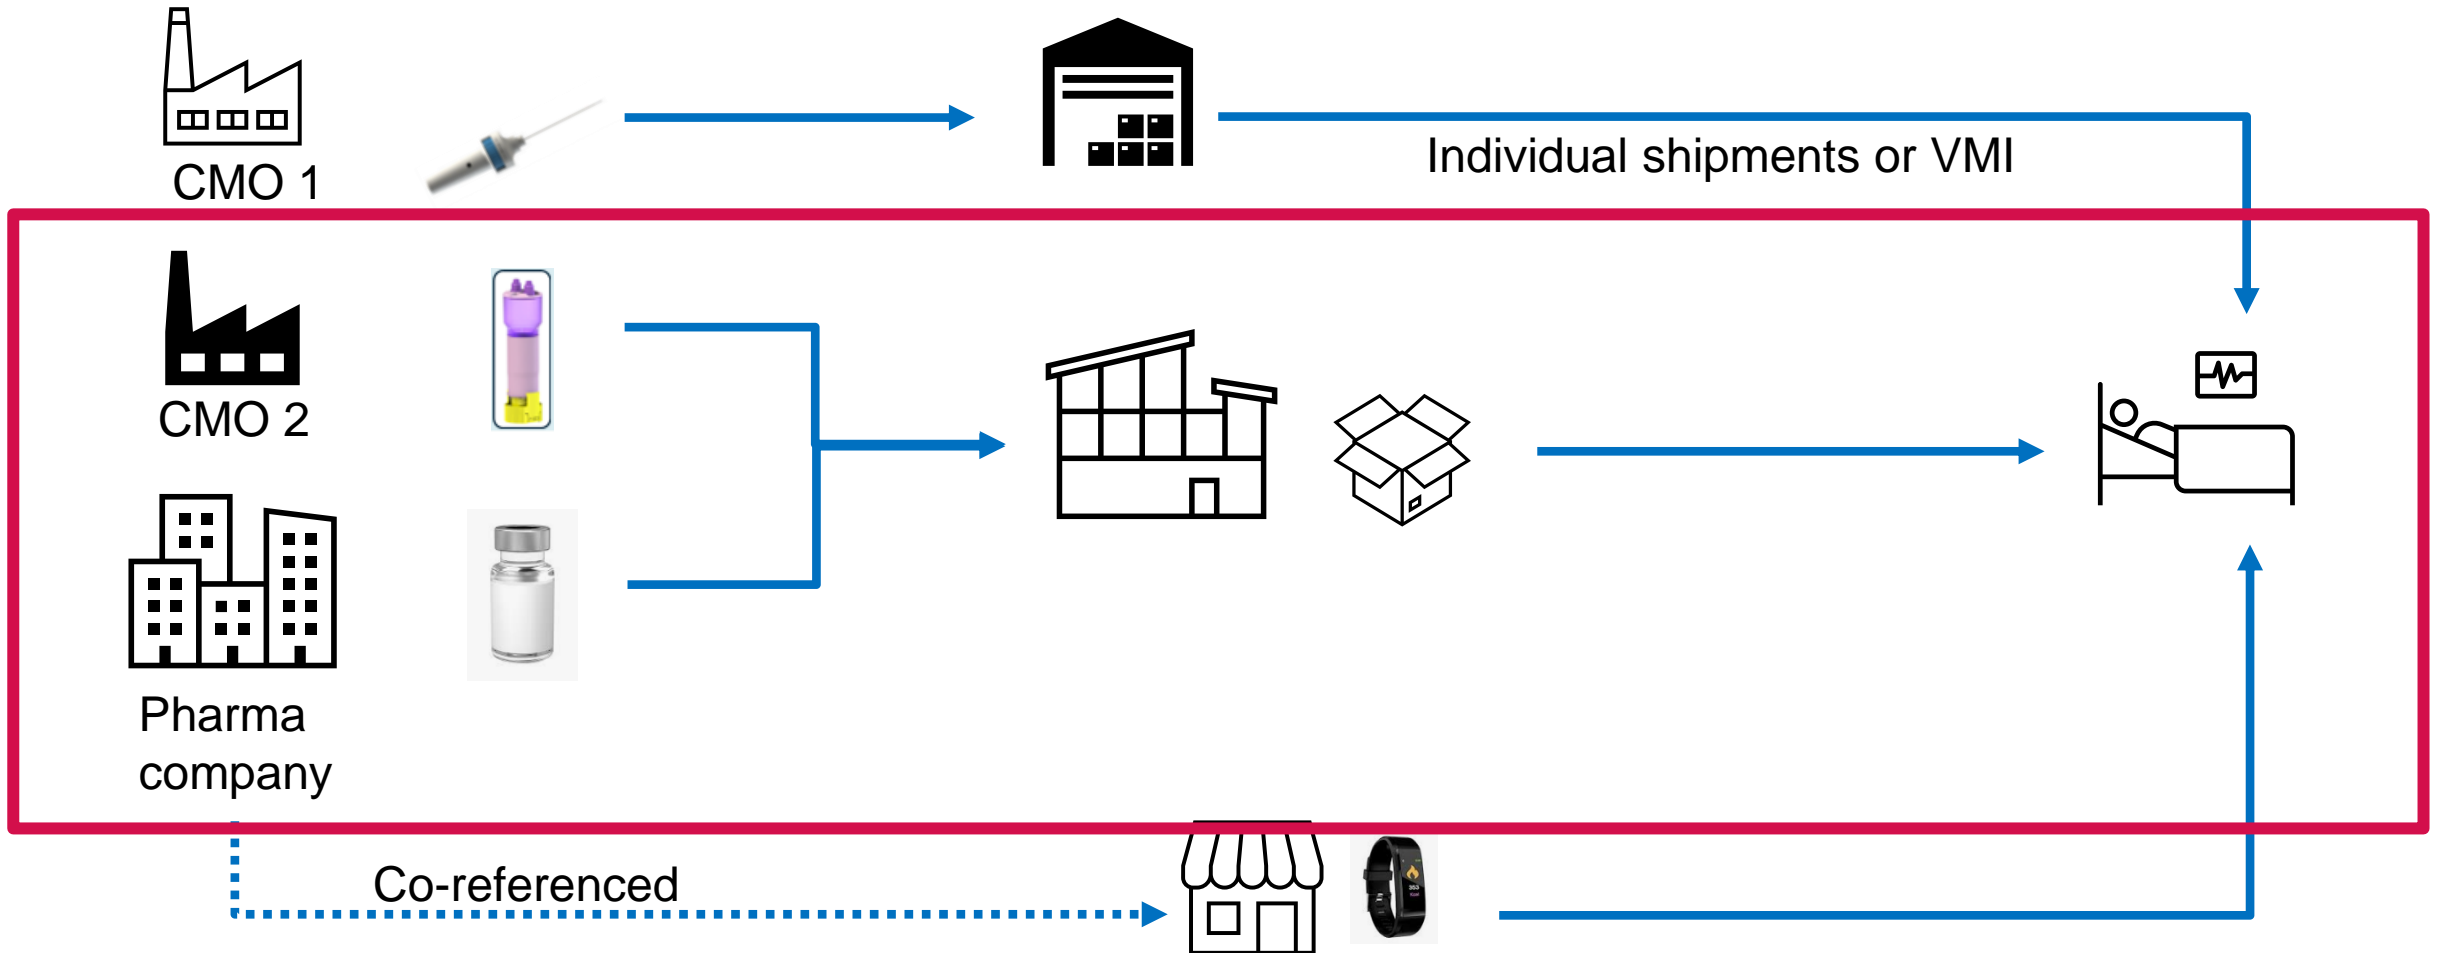 CMO 1
Individual shipments or VMI
CMO 2
Pharma
company
Co-referenced